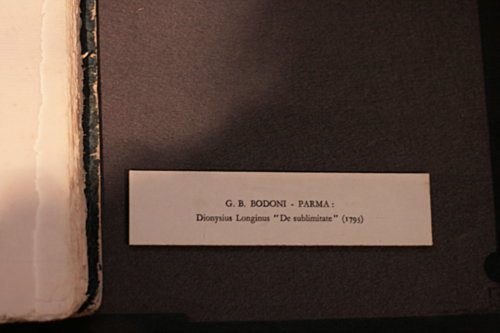 G. B. BODONI - PARMA:
Dionysius Longinus "De sublimitate" (1793)